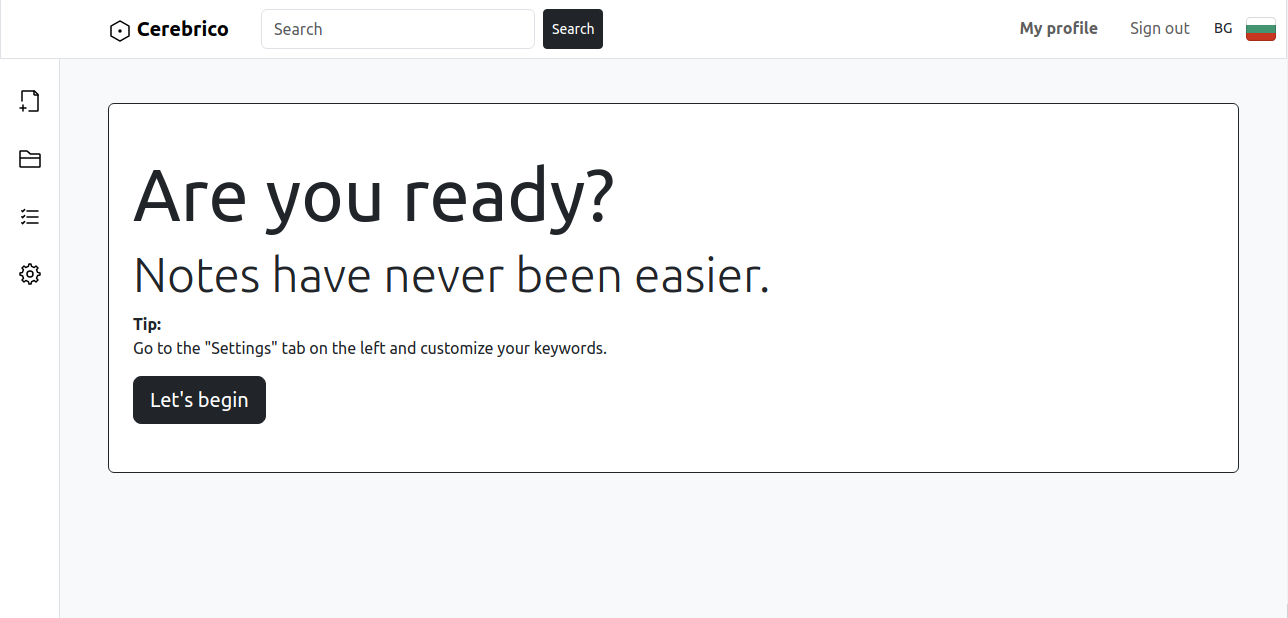 Cerebrico
Search
Search
My profile
Sign out
BG
Are you ready?
Notes have never been easier.
Tip:
Go to the "Settings" tab on the left and customize your keywords.
Let's begin